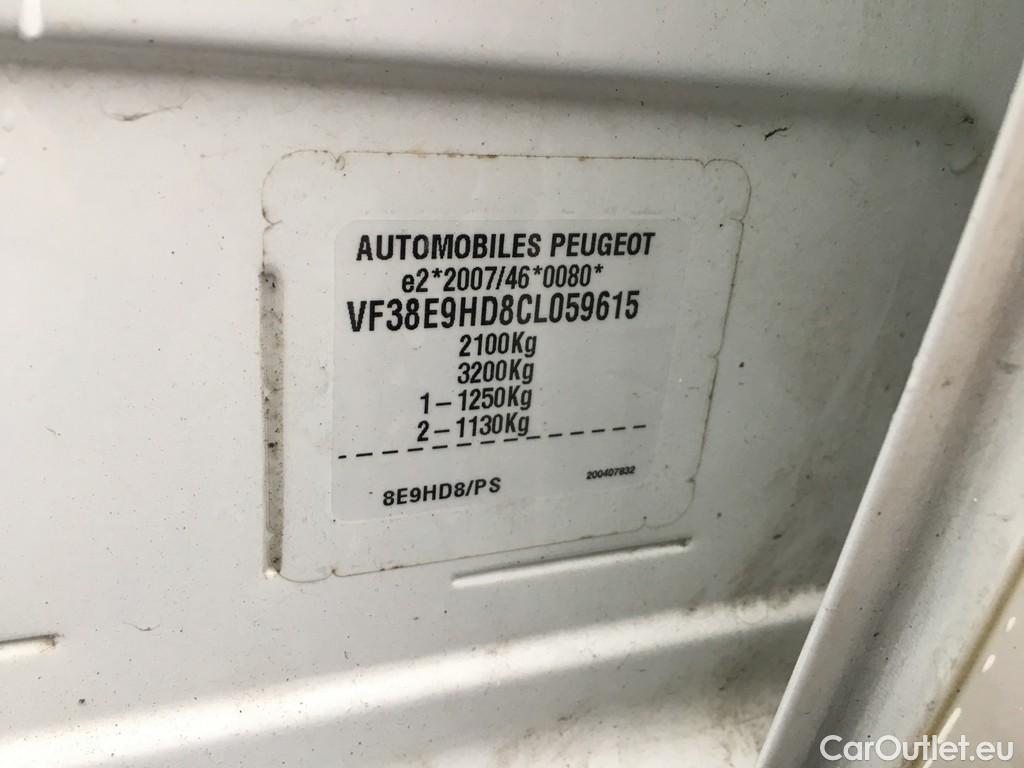 AUTOMOBILES PEUGEOT
e2*2007/46*0080*
VF38E9HD8CL059615
2100Kg
3200Kg
1-1250Kg
2-1130Kg
8E9HD8/PS
200407832
CarOutlet.eu